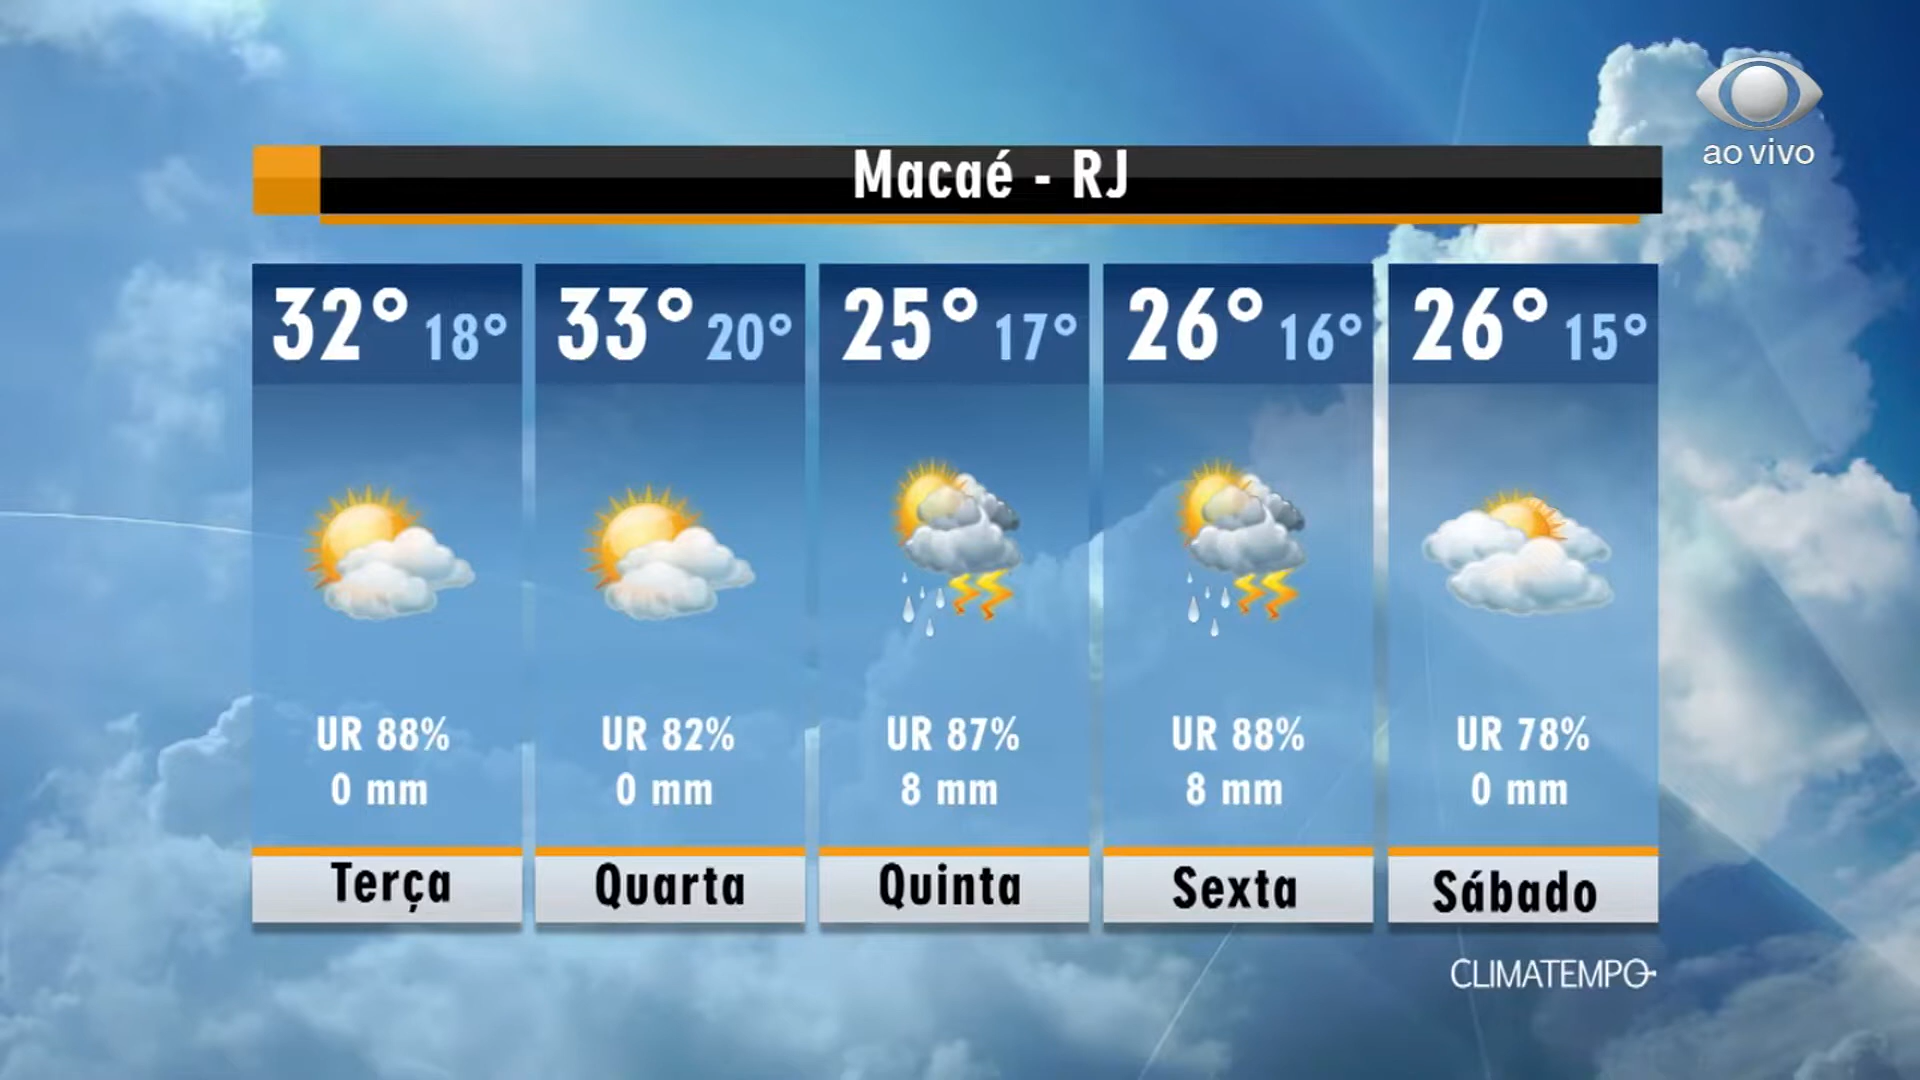 ao vivo
Macaé - RJ
32° 18°
33° 20°
25° 17°
26° 16°
26° 15°
UR 88%
0 mm
UR 82%
0 mm
UR 87%
8 mm
UR 88%
8 mm
UR 78%
0 mm
Terça
Quarta
Quinta
Sexta
Sábado
CLIMATEMPO